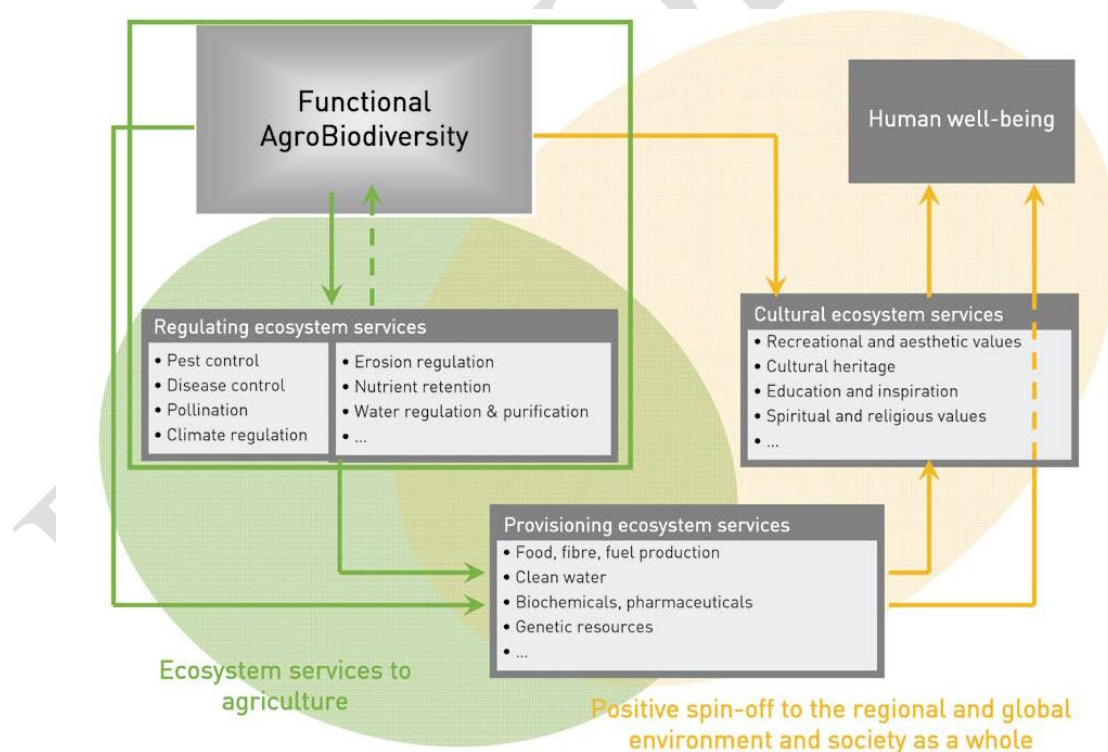 Functional
AgroBiodiversity
Human well-being
Regulating ecosystem services
• Pest control
• Disease control
• Pollination
• Climate regulation
• Erosion regulation
• Nutrient retention
• Water regulation & purification
• ...
Cultural ecosystem services
• Recreational and aesthetic values
• Cultural heritage
• Education and inspiration
• Spiritual and religious values
• ...
Provisioning ecosystem services
• Food, fibre, fuel production
• Clean water
• Biochemicals, pharmaceuticals
• Genetic resources
• ...
Ecosystem services to
agriculture
Positive spin-off to the regional and global
environment and society as a whole